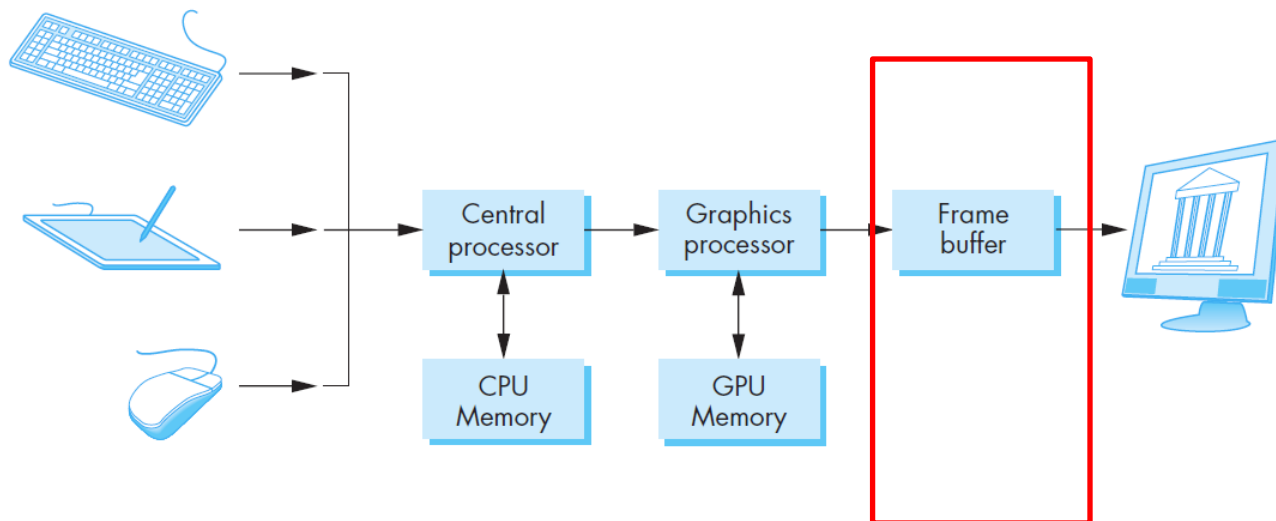 Central
processor
Graphics
processor
Frame
buffer
CPU
Memory
GPU
Memory